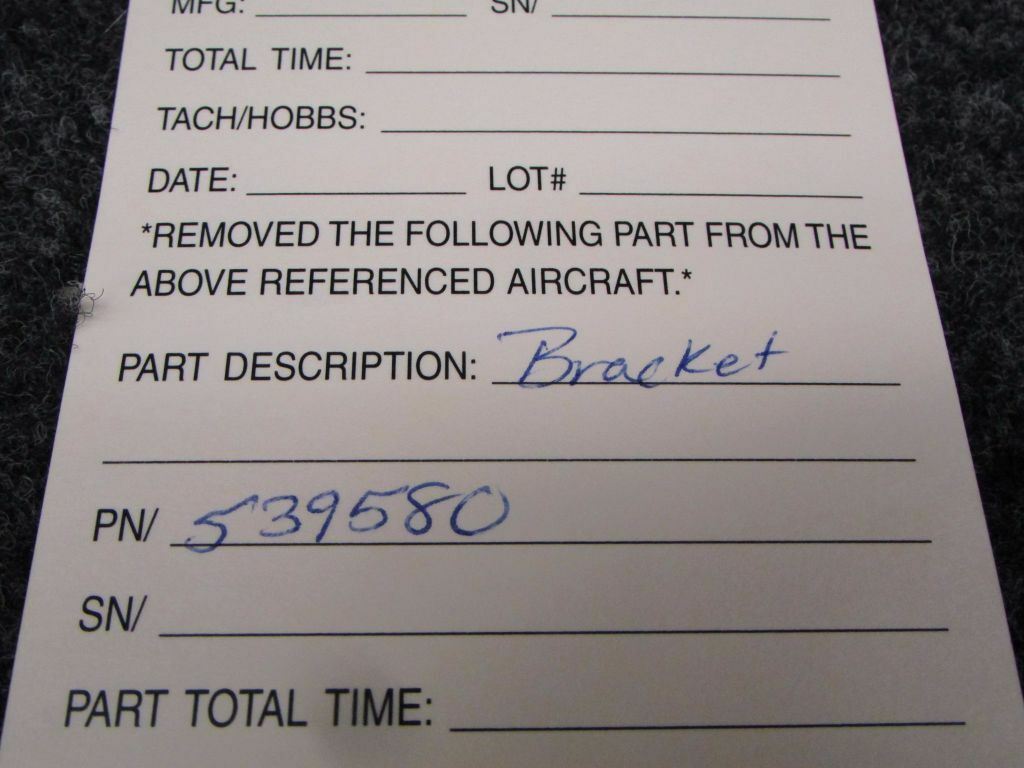 MFG: SN/
TOTAL TIME:
TACH/HOBBS:
DATE: LOT#
*REMOVED THE FOLLOWING PART FROM THE
ABOVE REFERENCED AIRCRAFT.*
PART DESCRIPTION: Bracket
PN/ 539580
SN/
PART TOTAL TIME: